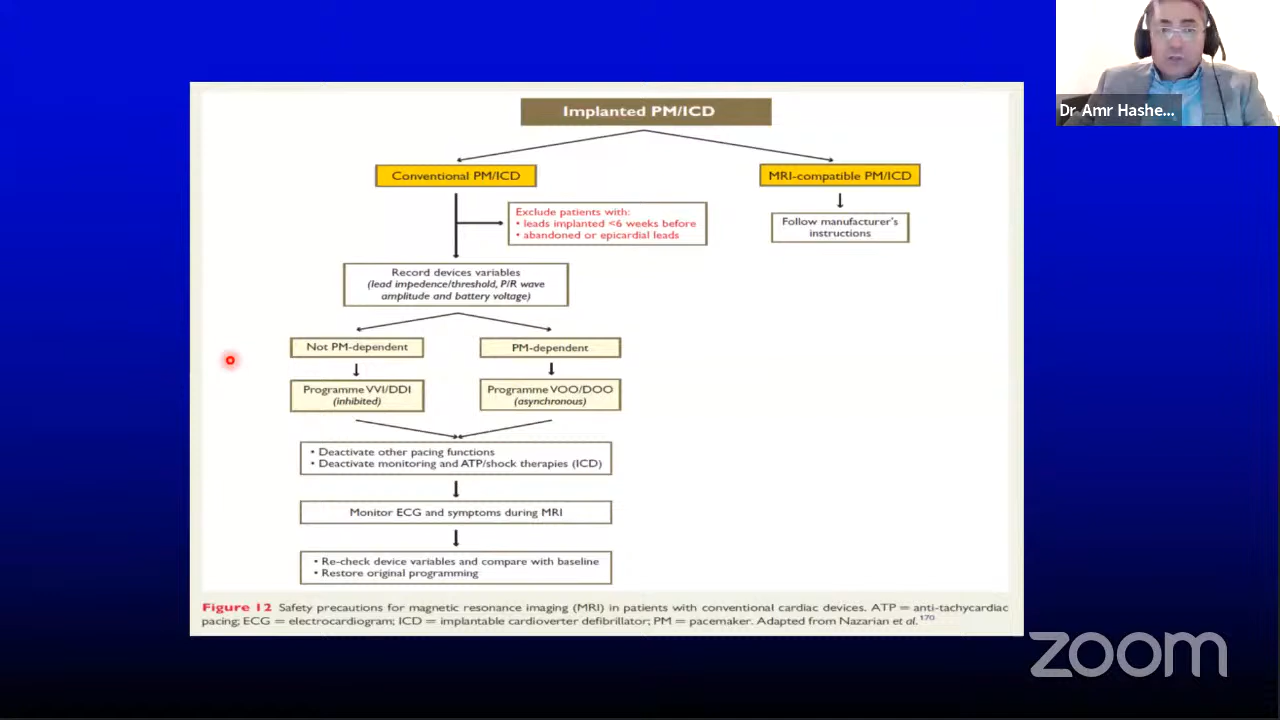 Dr Amr Hashe...
Implanted PM/ICD
Conventional PM/ICD
MRI-compatible PM/ICD
Exclude patients with:
• leads implanted <6 weeks before
• abandoned or epicardial leads
Follow manufacturer's
instructions
Record devices variables
(lead impedence/threshold, P/R wave
amplitude and battery voltage)
Not PM-dependent
PM-dependent
Programme VVI/DDI
(inhibited)
Programme VOO/DOO
(asynchronous)
• Deactivate other pacing functions
• Deactivate monitoring and ATP/shock therapies (ICD)
Monitor ECG and symptoms during MRI
• Re-check device variables and compare with baseline
• Restore original programming
Figure 12 Safety precautions for magnetic resonance imaging (MRI) in patients with conventional cardiac devices. ATP = anti-tachycardiac
pacing; ECG = electrocardiogram; ICD = implantable cardioverter defibrillator; PM = pacemaker. Adapted from Nazarian et al.170
zoom